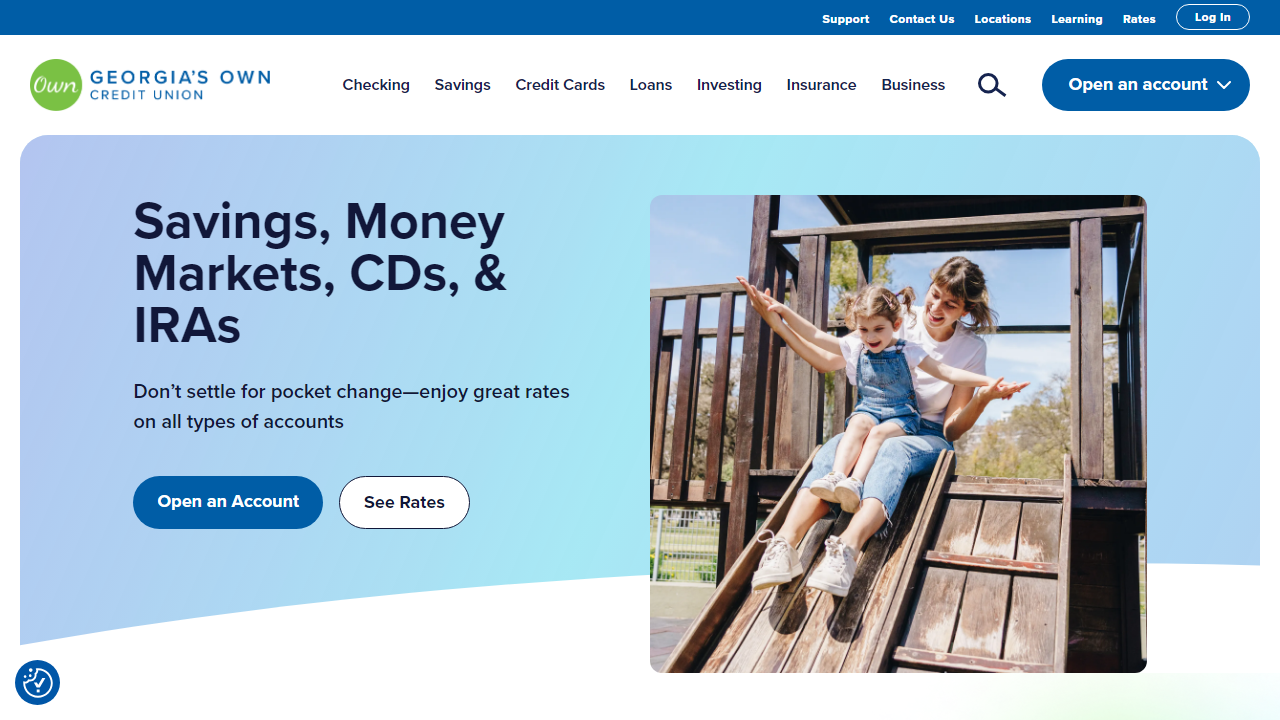 Support Contact Us Locations Learning Rates Log In
Own GEORGIA'S OWN
CREDIT UNION
Checking Savings Credit Cards Loans Investing Insurance Business Open an account
Savings, Money
Markets, CDs, &
IRAs
Don’t settle for pocket change—enjoy great rates
on all types of accounts
Open an Account See Rates